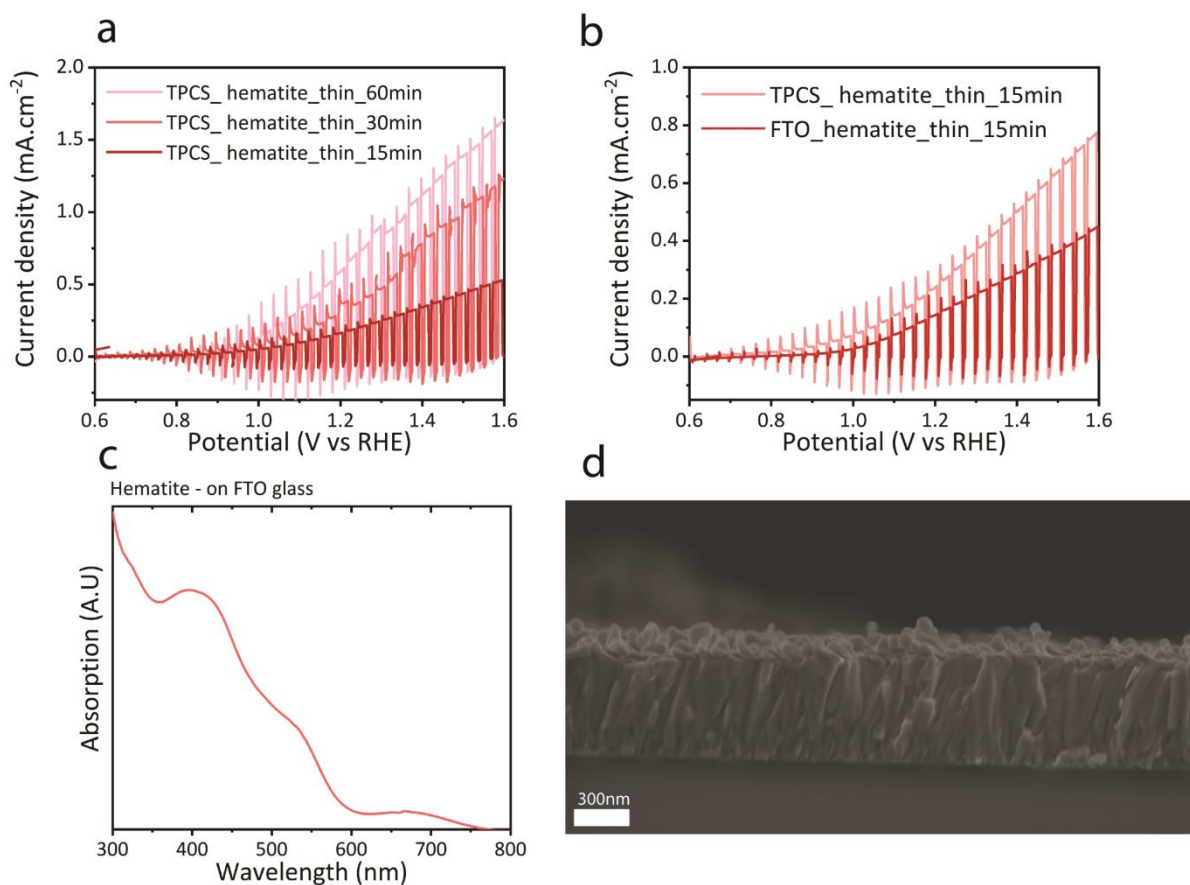 a
2.0
1.5
1.0
0.5
0.0
Current density (mA.cm-2)
TPCS_ hematite_thin_60min
TPCS_ hematite_thin_30min
TPCS_ hematite_thin_15min
0.6 0.8 1.0 1.2 1.4 1.6
Potential (V vs RHE)
b
1.0
0.8
0.6
0.4
0.2
0.0
Current density (mA.cm-2)
TPCS_ hematite_thin_15min
FTO_hematite_thin_15min
0.6 0.8 1.0 1.2 1.4 1.6
Potential (V vs RHE)
c
Hematite - on FTO glass
Absorption (A.U)
300 400 500 600 700 800
Wavelength (nm)
d
300nm